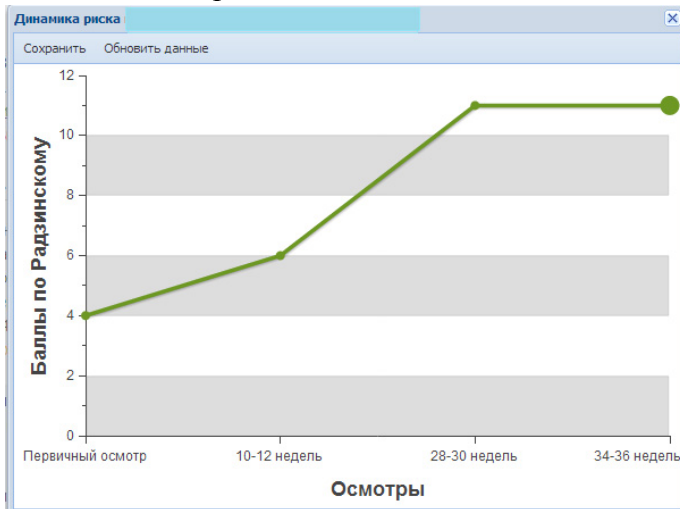 Динамика риска
Сохранить Обновить данные
12
10
8
6
4
2
0
Баллы по Радзинскому
Первичный осмотр 10-12 недель 28-30 недель 34-36 недель
Осмотры